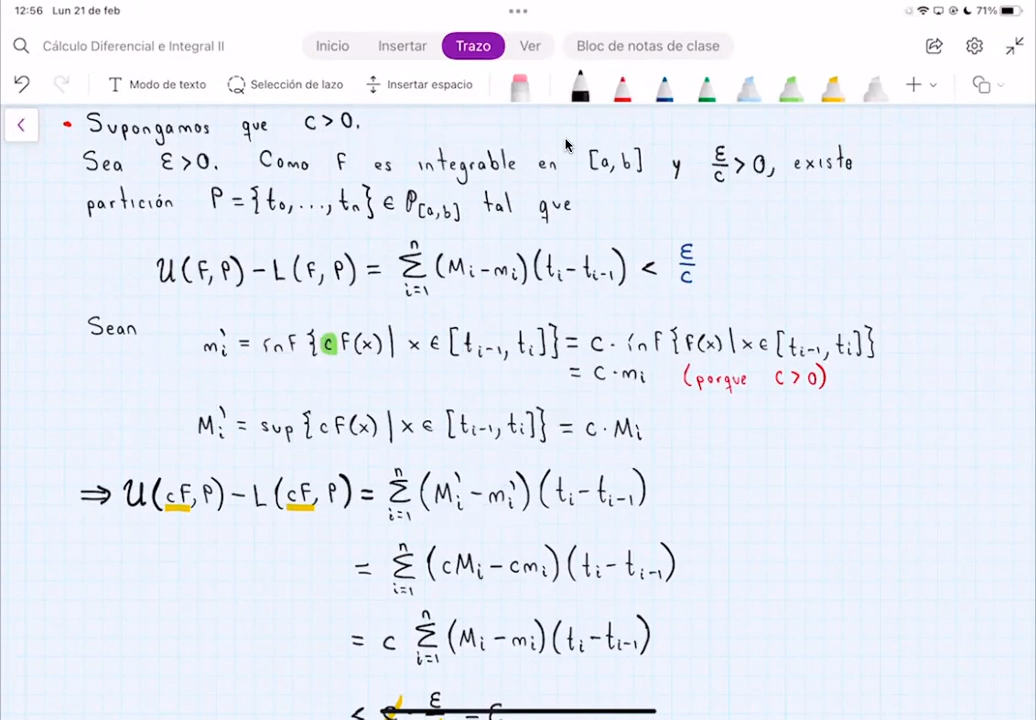 12:56 Lun 21 de feb
71%
Cálculo Diferencial e Integral II
Inicio Insertar Trazo Ver Bloc de notas de clase
Modo de texto Selección de lazo Insertar espacio
• Supongamos que c>0.
Sea ε>0. Como F es integrable en [a,b] y ε/c >0, existe
partición P = {t₀,...,tₙ} ∈ P[a,b] tal que
U(F,P) – L(F,P) = Σᵢ₌₁ⁿ (Mᵢ–mᵢ)(tᵢ–tᵢ₋₁) < ε/c
Sean
mᵢ' = inf {cF(x) | x ∈ [tᵢ₋₁, tᵢ]} = c · inf {F(x) | x ∈ [tᵢ₋₁, tᵢ]}
= c·mᵢ (porque c>0)
Mᵢ' = sup {cF(x) | x ∈ [tᵢ₋₁, tᵢ]} = c·Mᵢ
⇒ U(cF,P) – L(cF,P) = Σᵢ₌₁ⁿ (Mᵢ'–mᵢ')(tᵢ–tᵢ₋₁)
= Σᵢ₌₁ⁿ (cMᵢ–cmᵢ)(tᵢ–tᵢ₋₁)
= c Σᵢ₌₁ⁿ (Mᵢ–mᵢ)(tᵢ–tᵢ₋₁)